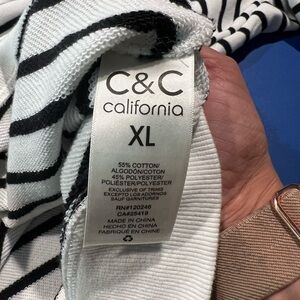 C&C
california
XL
55% COTTON/
ALGODÓN/COTON
45% POLYESTER/
POLIÉSTER/POLYESTER
EXCLUSIVE OF TRIMS
EXCEPTO LOS ADORNOS
SAUF GARNITURES
RN#120246
CA#25419
MADE IN CHINA
HECHO EN CHINA
FABRIQUÉ EN CHINE